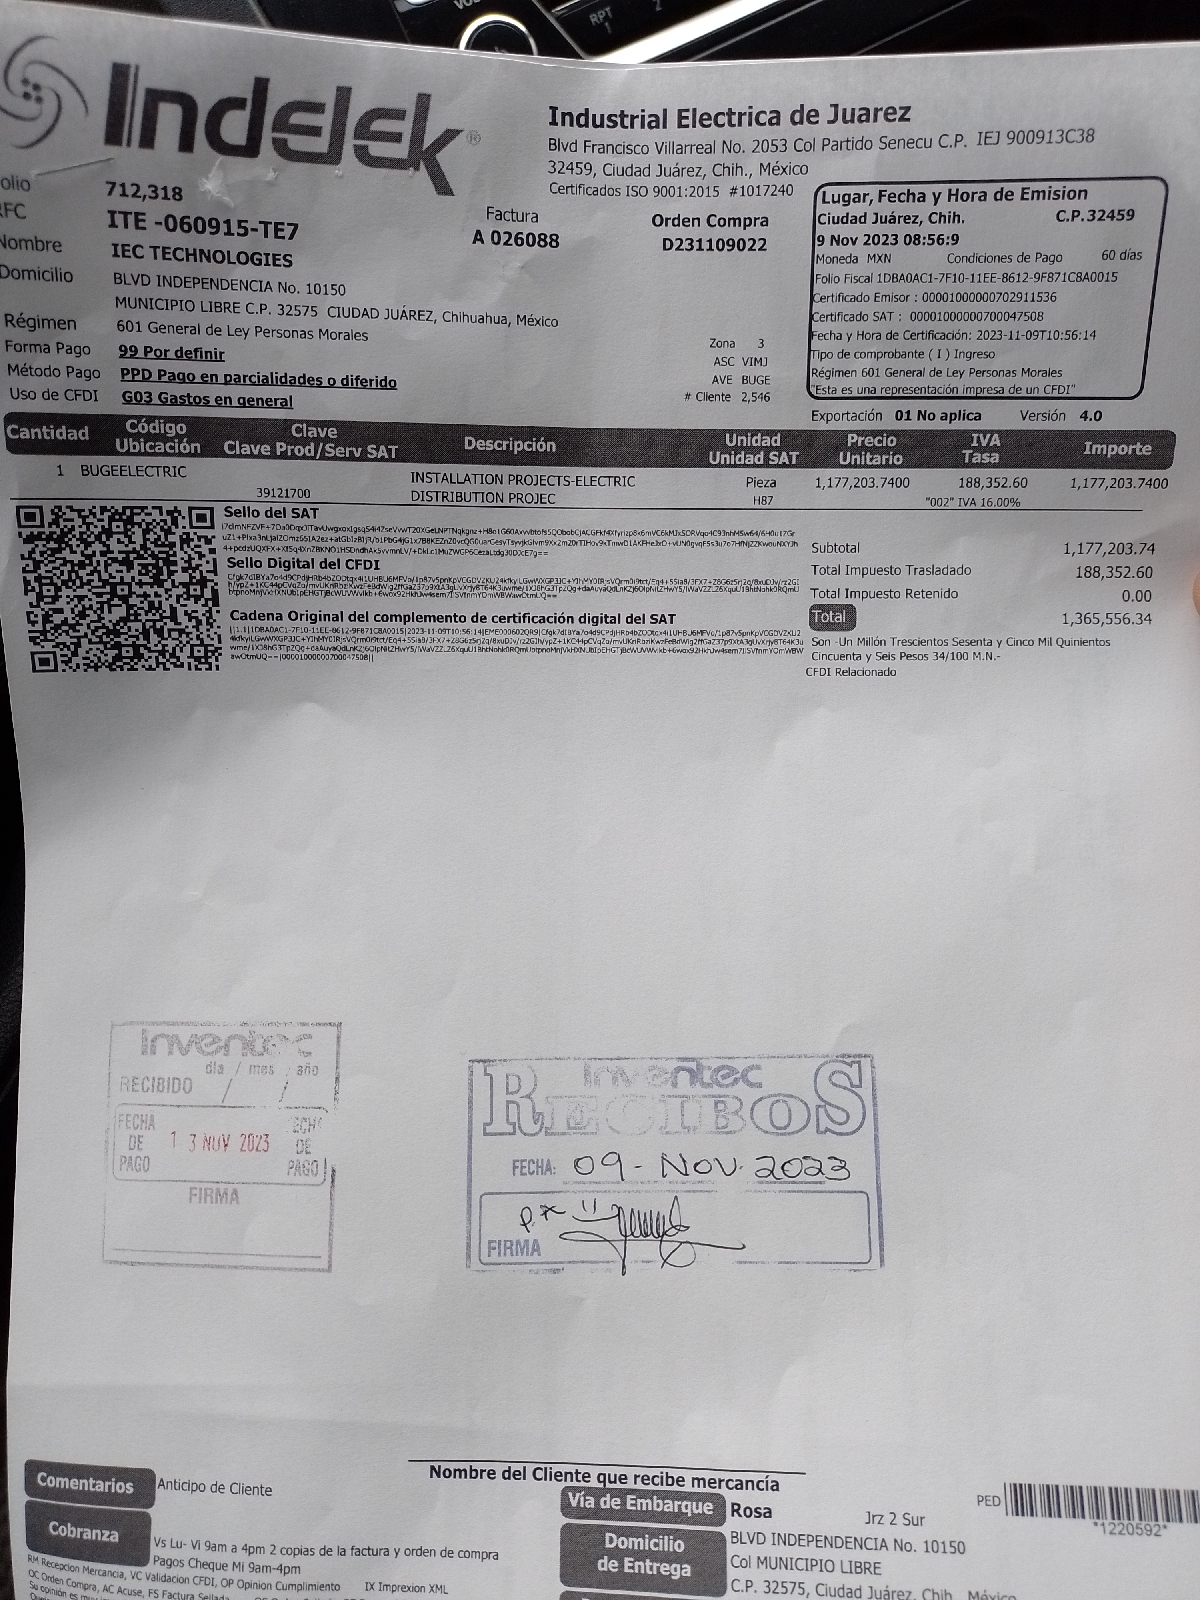 RPT
1
2
Indelek®
Industrial Electrica de Juarez
Blvd Francisco Villarreal No. 2053 Col Partido Senecu C.P. IEJ 900913C38
32459, Ciudad Juárez, Chih., México
Certificados ISO 9001:2015 #1017240
olio 712,318
RFC ITE -060915-TE7
Nombre IEC TECHNOLOGIES
Domicilio BLVD INDEPENDENCIA No. 10150
MUNICIPIO LIBRE C.P. 32575 CIUDAD JUÁREZ, Chihuahua, México
Régimen 601 General de Ley Personas Morales
Forma Pago 99 Por definir
Método Pago PPD Pago en parcialidades o diferido
Uso de CFDI G03 Gastos en general
Factura
A 026088
Orden Compra
D231109022
Zona 3
ASC VIMJ
AVE BUGE
# Cliente 2,546
Lugar, Fecha y Hora de Emision
Ciudad Juárez, Chih. C.P.32459
9 Nov 2023 08:56:9
Moneda MXN Condiciones de Pago 60 días
Folio Fiscal 1DBA0AC1-7F10-11EE-8612-9F871C8A0015
Certificado Emisor : 00001000000702911536
Certificado SAT : 00001000000700047508
Fecha y Hora de Certificación: 2023-11-09T10:56:14
Tipo de comprobante ( I ) Ingreso
Régimen 601 General de Ley Personas Morales
"Esta es una representación impresa de un CFDI"
Exportación 01 No aplica Versión 4.0
Cantidad Código Ubicación Clave Clave Prod/Serv SAT Descripción Unidad Unidad SAT Precio Unitario IVA Tasa Importe
1 BUGEELECTRIC INSTALLATION PROJECTS-ELECTRIC Pieza 1,177,203.7400 188,352.60 1,177,203.7400
39121700 DISTRIBUTION PROJEC H87 "002" IVA 16.00%
Sello del SAT
Sello Digital del CFDI
Cadena Original del complemento de certificación digital del SAT
Subtotal 1,177,203.74
Total Impuesto Trasladado 188,352.60
Total Impuesto Retenido 0.00
Total 1,365,556.34
Son -Un Millón Trescientos Sesenta y Cinco Mil Quinientos
Cincuenta y Seis Pesos 34/100 M.N.-
CFDI Relacionado
Inventec
día / mes / año
RECIBIDO / /
FECHA DE PAGO 13 NOV 2023 FECHA DE PAGO
FIRMA
Inventec
RECIBOS
FECHA: 09 - NOV. 2023
FIRMA
Nombre del Cliente que recibe mercancía
Comentarios Anticipo de Cliente
Cobranza Vs Lu- Vi 9am a 4pm 2 copias de la factura y orden de compra
Pagos Cheque Mi 9am-4pm
RM Recepcion Mercancia, VC Validacion CFDI, OP Opinion Cumplimiento IX Imprexion XML
OC Orden Compra, AC Acuse, FS Factura Sellada
Vía de Embarque Rosa Jrz 2 Sur
Domicilio de Entrega BLVD INDEPENDENCIA No. 10150
Col MUNICIPIO LIBRE
C.P. 32575, Ciudad Juárez, Chih. México
PED
*1220592*